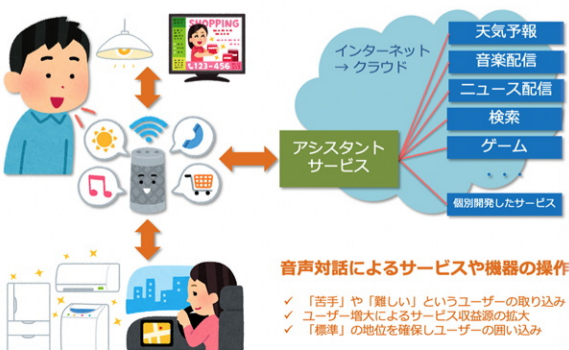 SHOPPING
123-456
インターネット
→ クラウド
アシスタント
サービス
天気予報
音楽配信
ニュース配信
検索
ゲーム
・・・
個別開発したサービス
音声対話によるサービスや機器の操作
✓ 「苦手」や「難しい」というユーザーの取り込み
✓ ユーザー増大によるサービス収益源の拡大
✓ 「標準」の地位を確保しユーザーの囲い込み